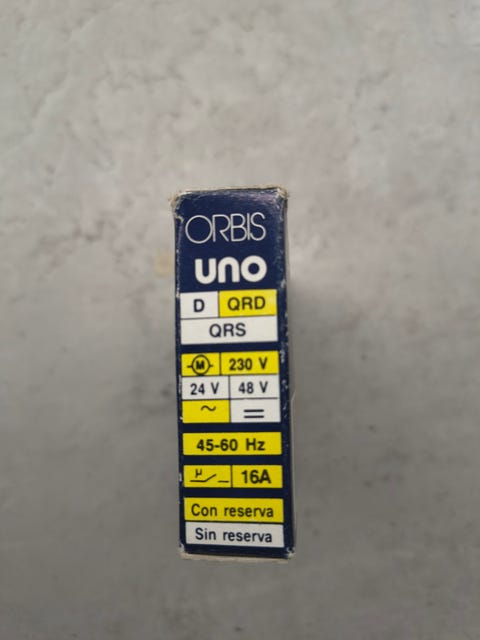 ORBIS
UNO
D QRD
QRS
M 230 V
24 V 48 V
~ =
45-60 Hz
µ 16A
Con reserva
Sin reserva